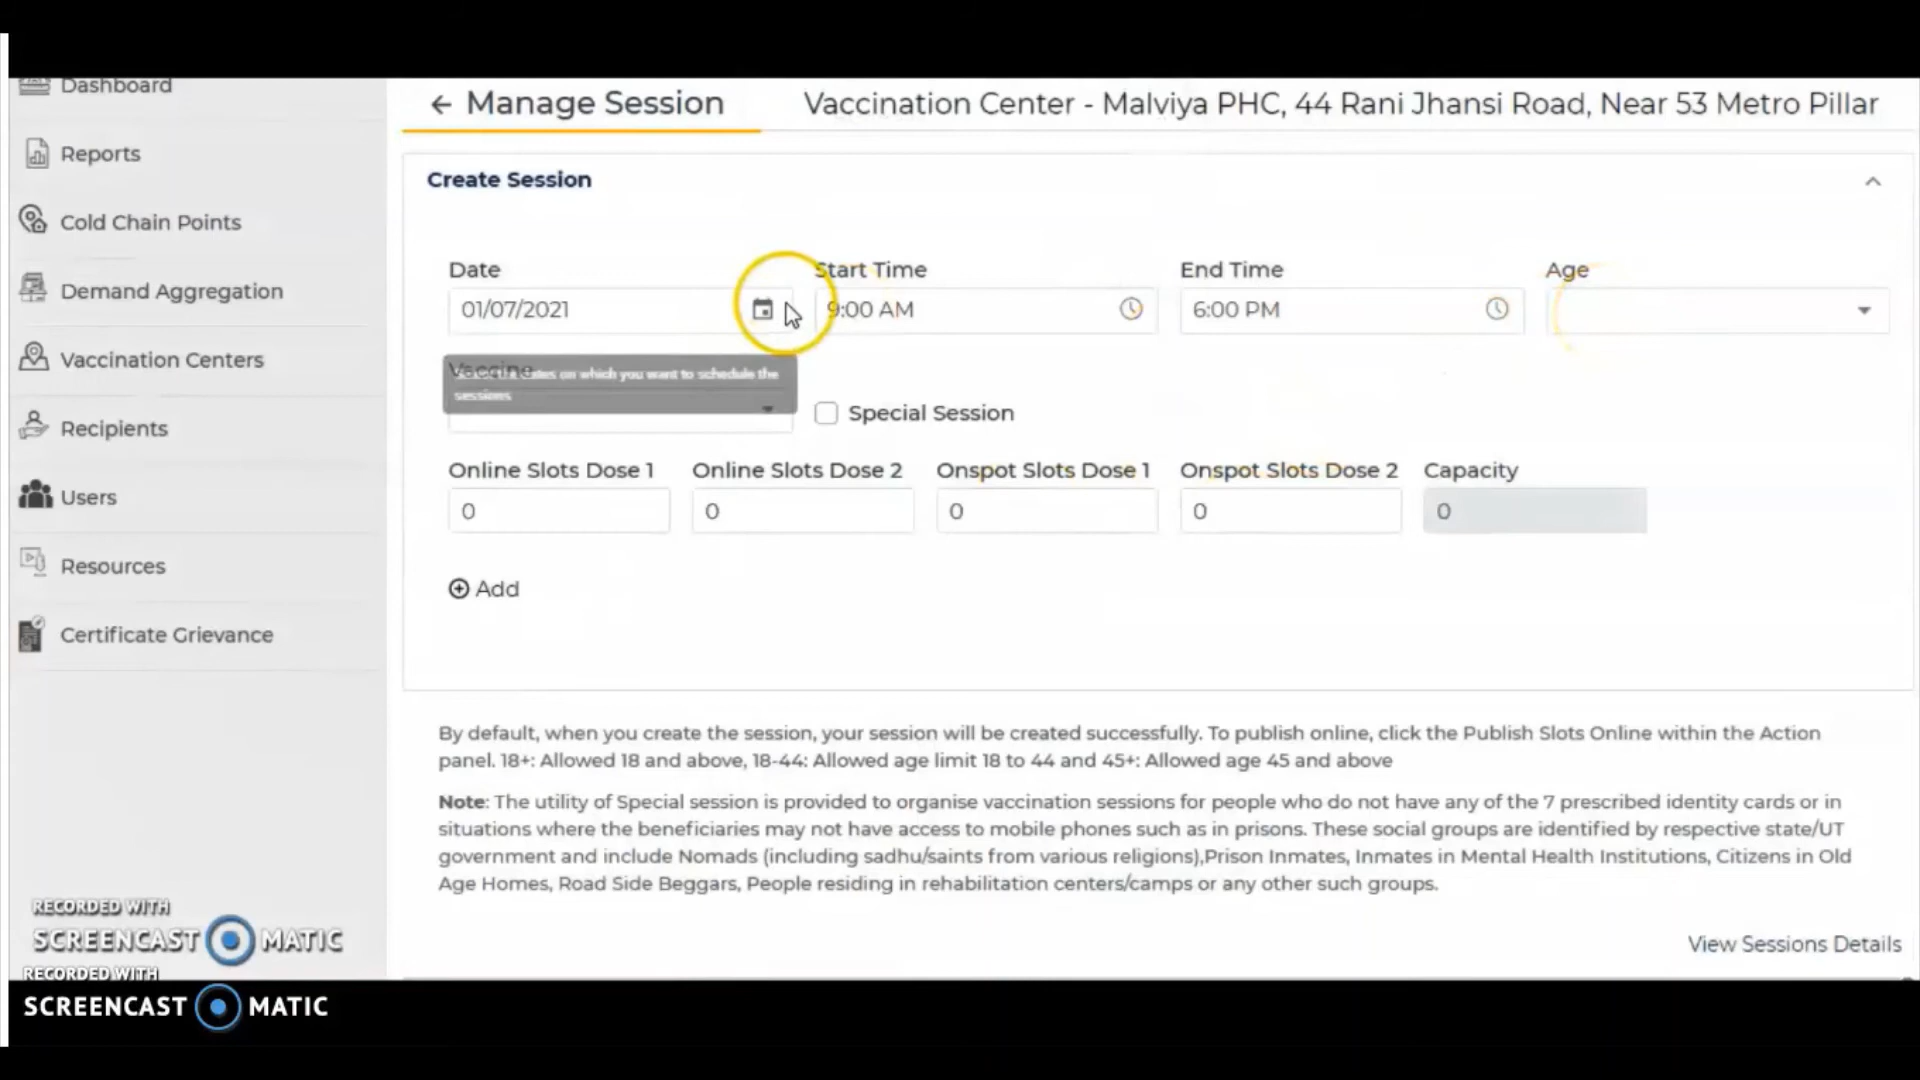 Dashboard
← Manage Session
Vaccination Center - Malviya PHC, 44 Rani Jhansi Road, Near 53 Metro Pillar
Reports
Cold Chain Points
Demand Aggregation
Vaccination Centers
Recipients
Users
Resources
Certificate Grievance
Create Session
Date
Start Time
End Time
Age
01/07/2021
9:00 AM
6:00 PM
Vaccine
dates on which you want to schedule the
sessions
Special Session
Online Slots Dose 1
Online Slots Dose 2
Onspot Slots Dose 1
Onspot Slots Dose 2
Capacity
0
0
0
0
0
Add
By default, when you create the session, your session will be created successfully. To publish online, click the Publish Slots Online within the Action
panel. 18+: Allowed 18 and above, 18-44: Allowed age limit 18 to 44 and 45+: Allowed age 45 and above
Note: The utility of Special session is provided to organise vaccination sessions for people who do not have any of the 7 prescribed identity cards or in
situations where the beneficiaries may not have access to mobile phones such as in prisons. These social groups are identified by respective state/UT
government and include Nomads (including sadhu/saints from various religions),Prison Inmates, Inmates in Mental Health Institutions, Citizens in Old
Age Homes, Road Side Beggars, People residing in rehabilitation centers/camps or any other such groups.
View Sessions Details
RECORDED WITH
SCREENCAST MATIC
RECORDED WITH
SCREENCAST MATIC